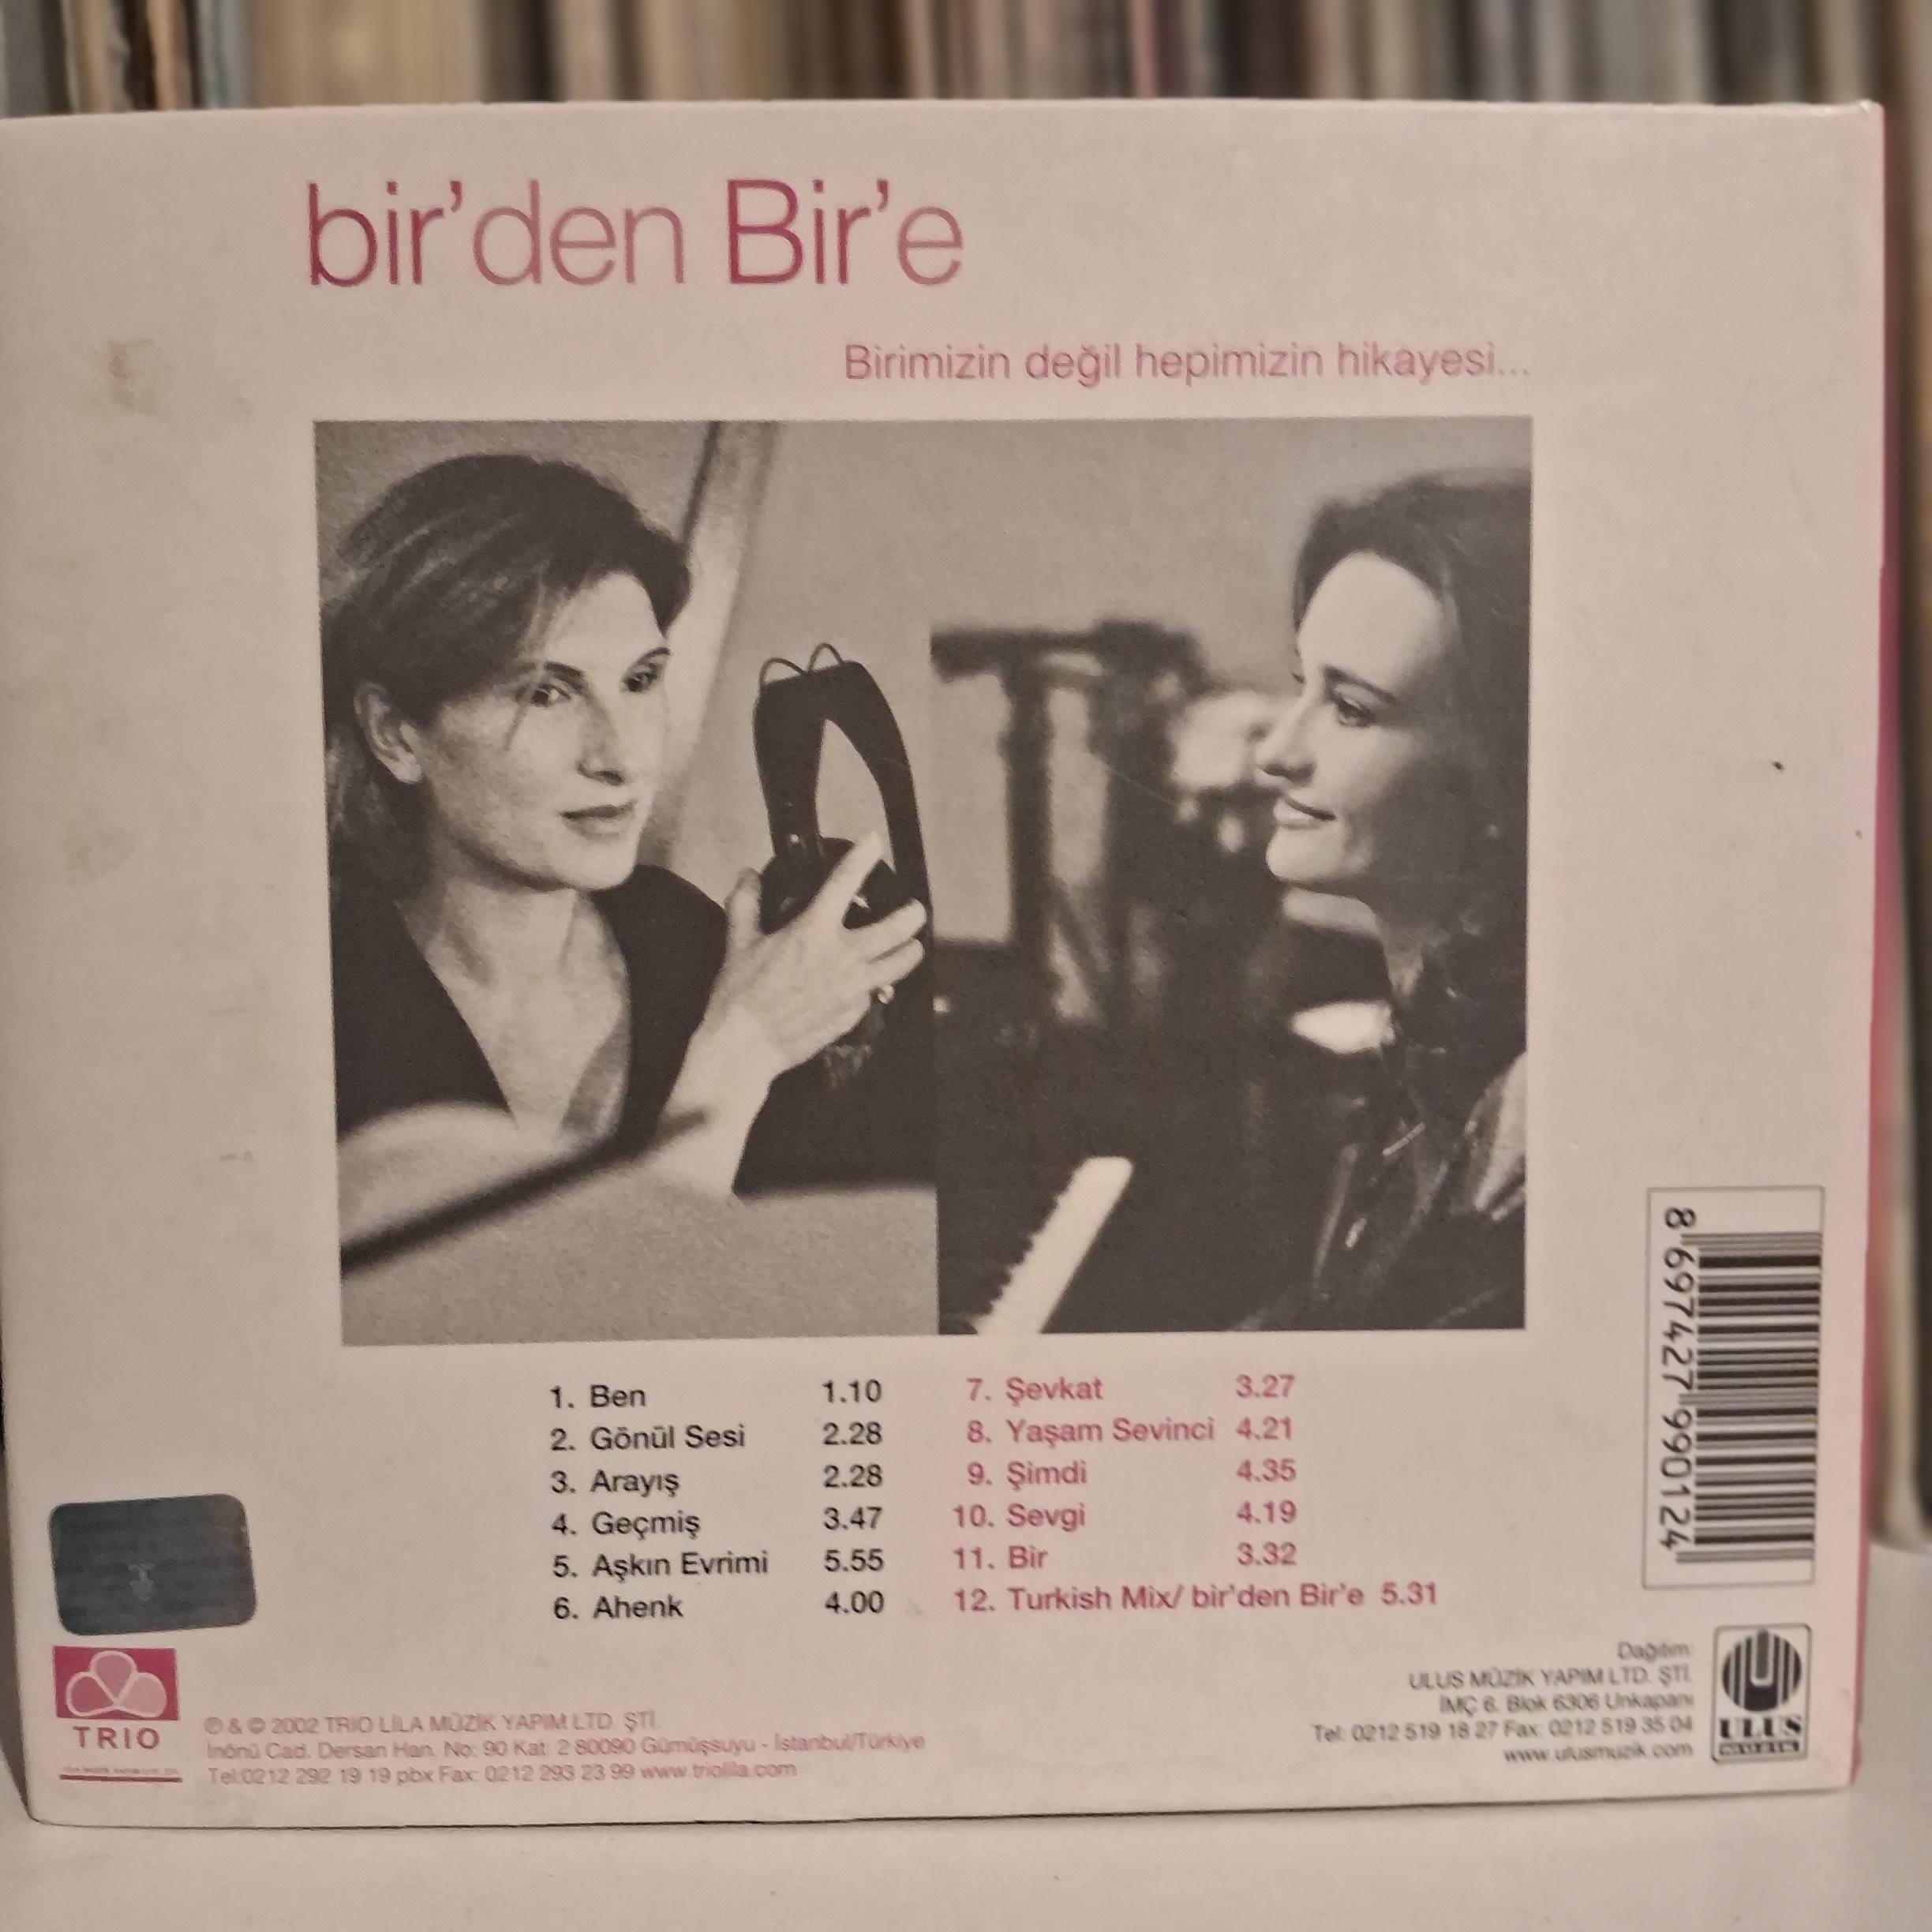 bir'den Bir'e
Birimizin değil hepimizin hikayesi...
1. Ben 1.10
2. Gönül Sesi 2.28
3. Arayış 2.28
4. Geçmiş 3.47
5. Aşkın Evrimi 5.55
6. Ahenk 4.00
7. Şevkat 3.27
8. Yaşam Sevinci 4.21
9. Şimdi 4.35
10. Sevgi 4.19
11. Bir 3.32
12. Turkish Mix/ bir'den Bir'e 5.31
8 697427 990124
TRIO
℗ & © 2002 TRIO LİLA MÜZİK YAPIM LTD. ŞTİ.
İnönü Cad. Dersan Han. No: 90 Kat: 2 80090 Gümüşsuyu - İstanbul/Türkiye
Tel:0212 292 19 19 pbx Fax: 0212 293 23 99 www.triolila.com
Dağıtım:
ULUS MÜZİK YAPIM LTD. ŞTİ.
İMÇ 6. Blok 6306 Unkapanı
Tel: 0212 519 18 27 Fax: 0212 519 35 04
www.ulusmuzik.com
ULUS
MÜZİK